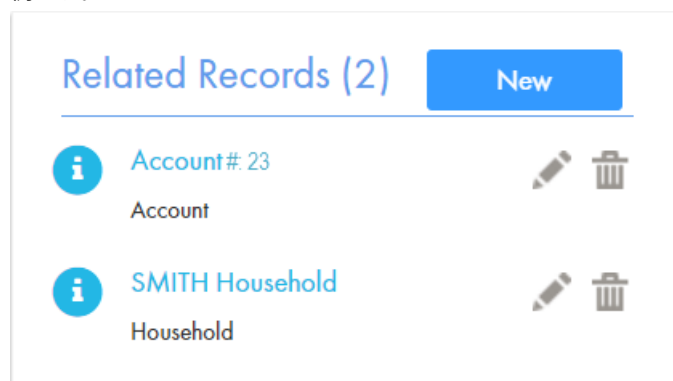 Related Records (2) New
Account#: 23
Account
SMITH Household
Household